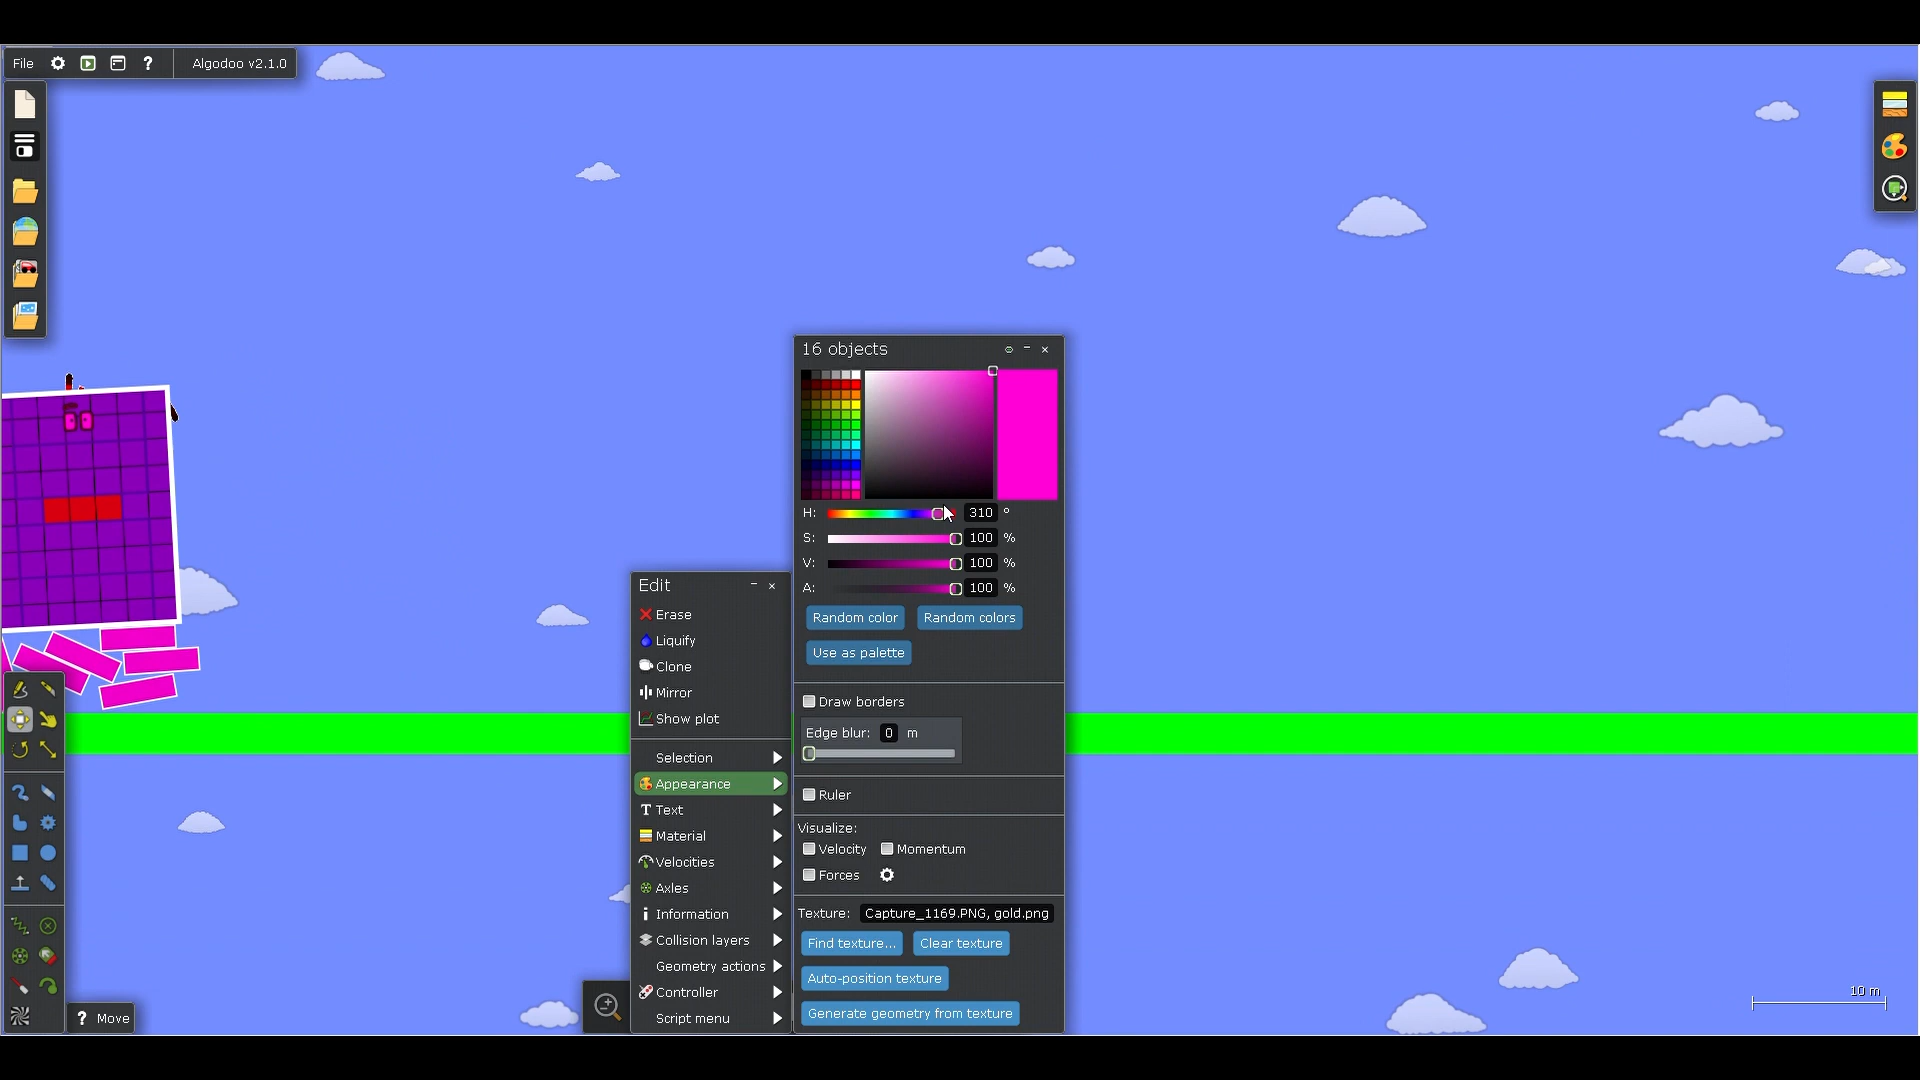 File ? Algodoo v2.1.0
16 objects
H: 310 °
S: 100 %
V: 100 %
A: 100 %
Random color Random colors
Use as palette
Draw borders
Edge blur: 0 m
Ruler
Visualize:
Velocity Momentum
Forces
Texture: Capture_1169.PNG, gold.png
Find texture... Clear texture
Auto-position texture
Generate geometry from texture
Edit
Erase
Liquify
Clone
Mirror
Show plot
Selection
Appearance
Text
Material
Velocities
Axles
Information
Collision layers
Geometry actions
Controller
Script menu
? Move
10 m